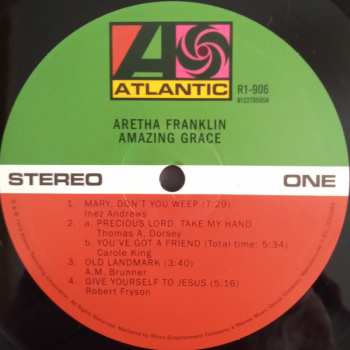 ATLANTIC
R1-906
ARETHA FRANKLIN
AMAZING GRACE
STEREO ONE
1. MARY, DON'T YOU WEEP (7:29)
Inez Andrews
2. a. PRECIOUS LORD, TAKE MY HAND
Thomas A. Dorsey
b. YOU'VE GOT A FRIEND (Total time: 5:34)
Carole King
3. OLD LANDMARK (3:40)
A.M. Brunner
4. GIVE YOURSELF TO JESUS (5:16)
Robert Fryson